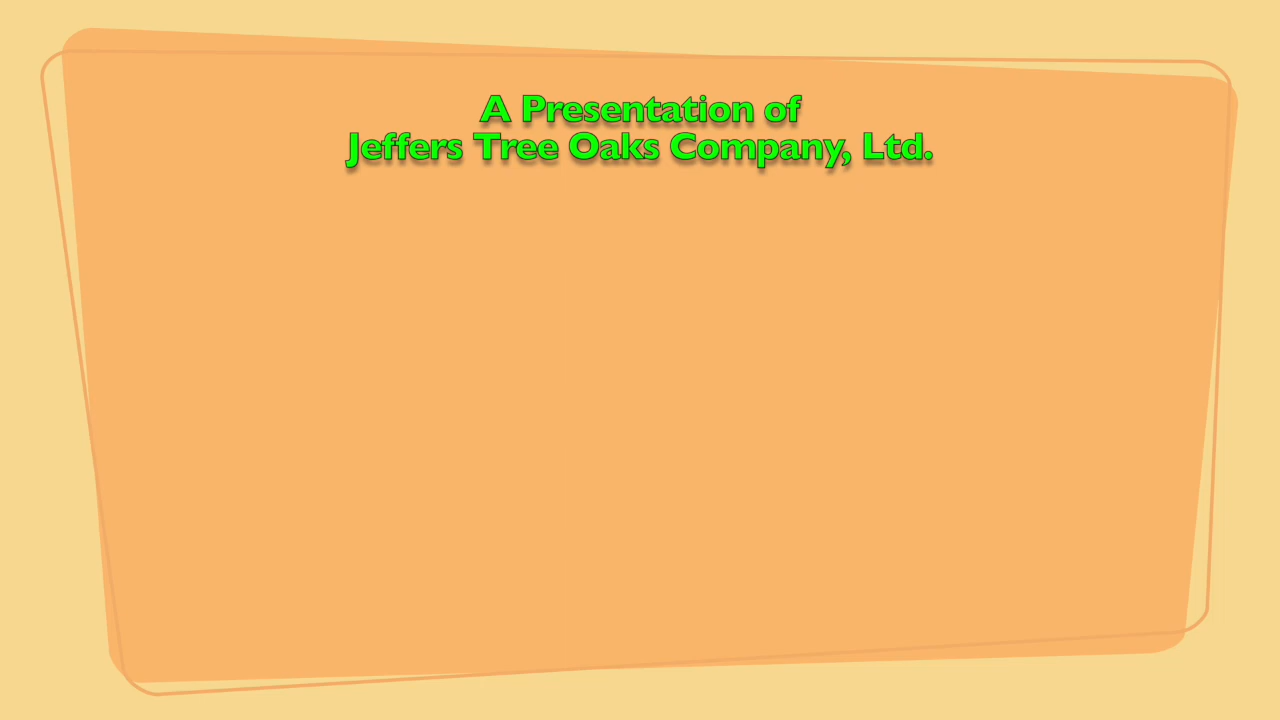 A Presentation of
Jeffers Tree Oaks Company, Ltd.